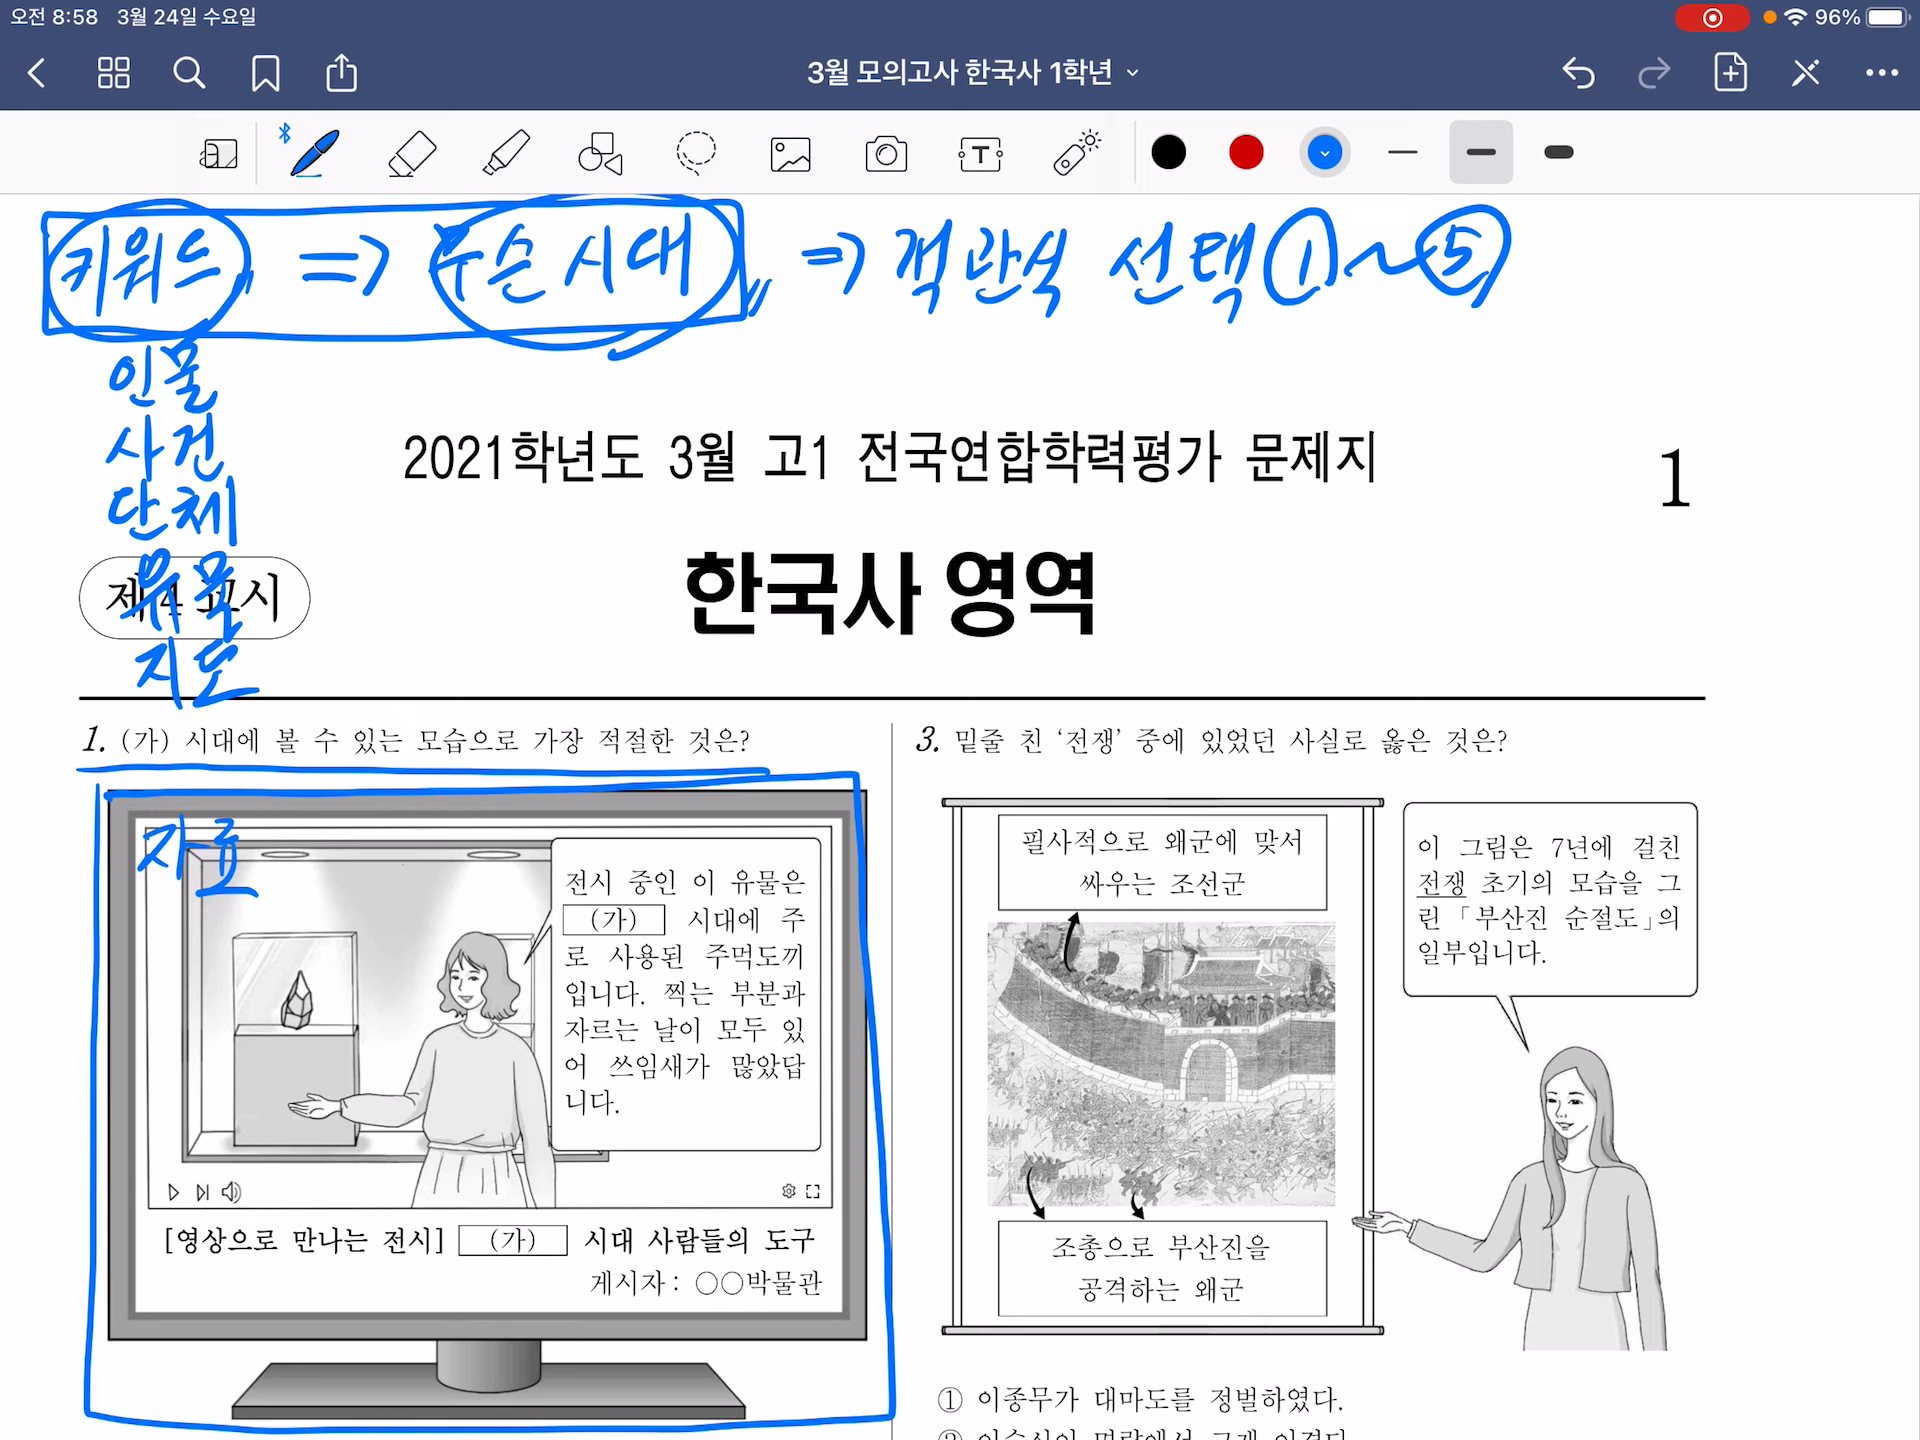 오전 8:58 3월 24일 수요일
96%
3월 모의고사 한국사 1학년
키워드 => 무슨 시대 => 객관식 선택 ①~⑤
인물
사건
단체
유물
지도
2021학년도 3월 고1 전국연합학력평가 문제지
1
제 4 교시
한국사 영역
1. (가) 시대에 볼 수 있는 모습으로 가장 적절한 것은?
자료
전시 중인 이 유물은
(가) 시대에 주
로 사용된 주먹도끼
입니다. 찍는 부분과
자르는 날이 모두 있
어 쓰임새가 많았답
니다.
[영상으로 만나는 전시] (가) 시대 사람들의 도구
게시자 : ○○박물관
3. 밑줄 친 ‘전쟁’ 중에 있었던 사실로 옳은 것은?
필사적으로 왜군에 맞서
싸우는 조선군
이 그림은 7년에 걸친
전쟁 초기의 모습을 그
린 「부산진 순절도」의
일부입니다.
조총으로 부산진을
공격하는 왜군
① 이종무가 대마도를 정벌하였다.